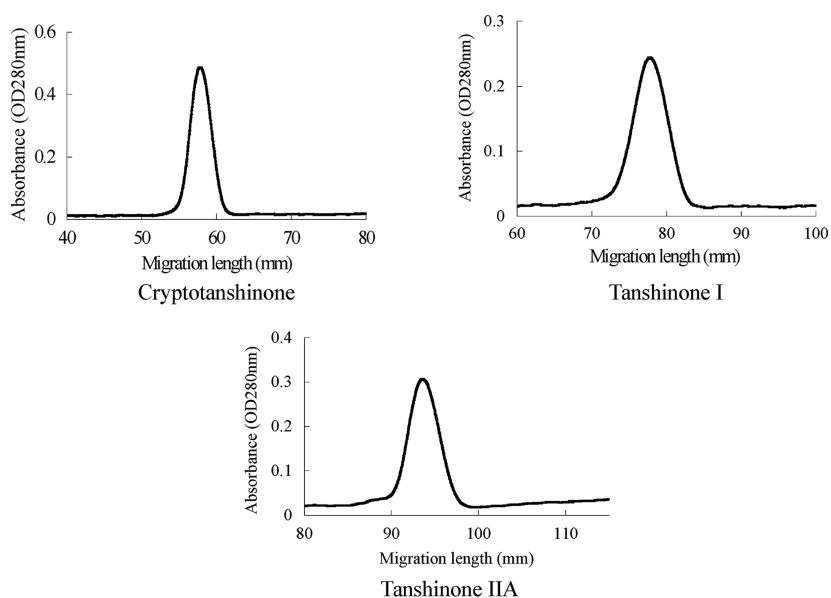 Absorbance (OD280nm)
0.6
0.4
0.2
0
40 50 60 70 80
Migration length (mm)
Cryptotanshinone
Absorbance (OD280nm)
0.3
0.2
0.1
0
60 70 80 90 100
Migration length (mm)
Tanshinone I
Absorbance (OD280nm)
0.4
0.3
0.2
0.1
0
80 90 100 110
Migration length (mm)
Tanshinone IIA